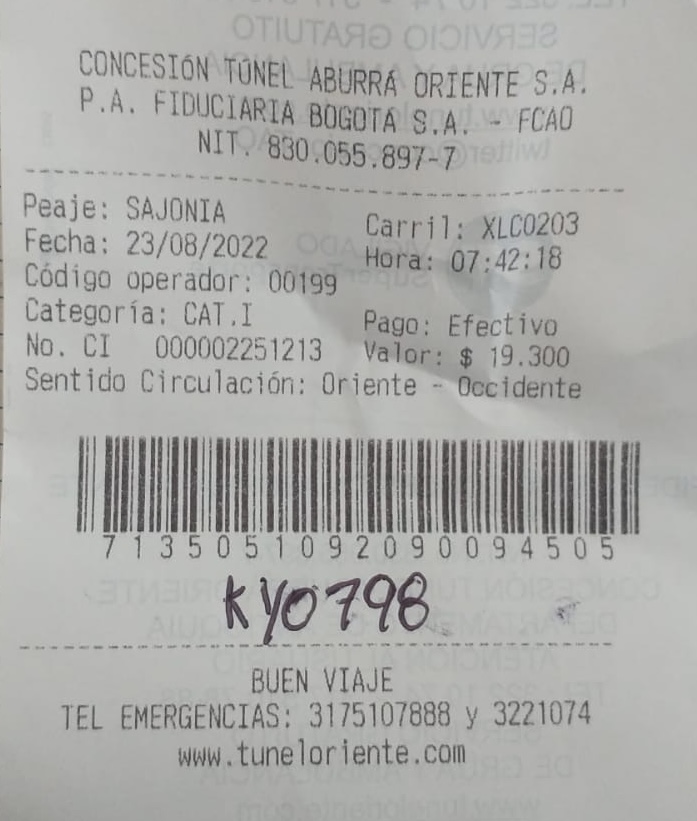 CONCESIÓN TÚNEL ABURRÁ ORIENTE S.A.
P.A. FIDUCIARIA BOGOTA S.A. - FCAO
NIT. 830.055.897-7
Peaje: SAJONIA Carril: XLC0203
Fecha: 23/08/2022 Hora: 07:42:18
Código operador: 00199
Categoría: CAT.I Pago: Efectivo
No. CI 000002251213 Valor: $ 19.300
Sentido Circulación: Oriente - Occidente
7135051092090094505
KYO798
BUEN VIAJE
TEL EMERGENCIAS: 3175107888 y 3221074
www.tuneloriente.com